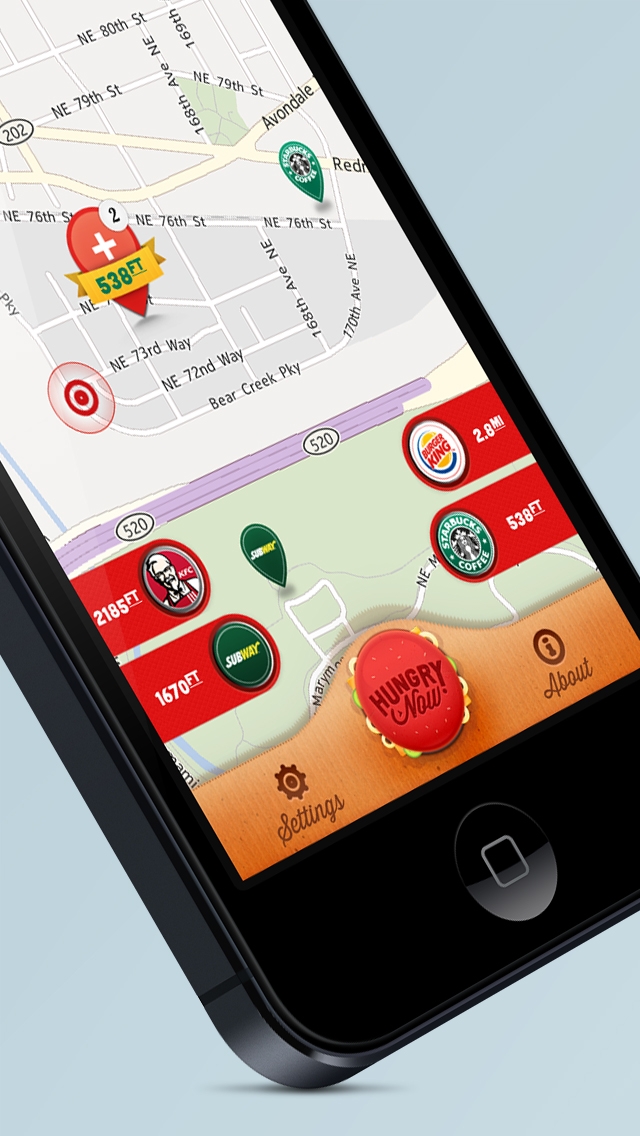 NE 80th St
169th
168th Ave NE
NE 79th St
NE 79th St
Avondale
202
STARBUCKS
COFFEE
Redr
2
NE 76th St
NE 76th St
NE 76th St
538FT
168th Ave NE
170th Ave NE
Pky
NE 73rd Way
NE 72nd Way
Bear Creek Pky
520
BURGER
KING
2.8MI
520
SUBWAY
STARBUCKS
COFFEE
538FT
KFC
2185FT
NE
SUBWAY
1670FT
Marym
HUNGRY
Now!
i
About
Settings